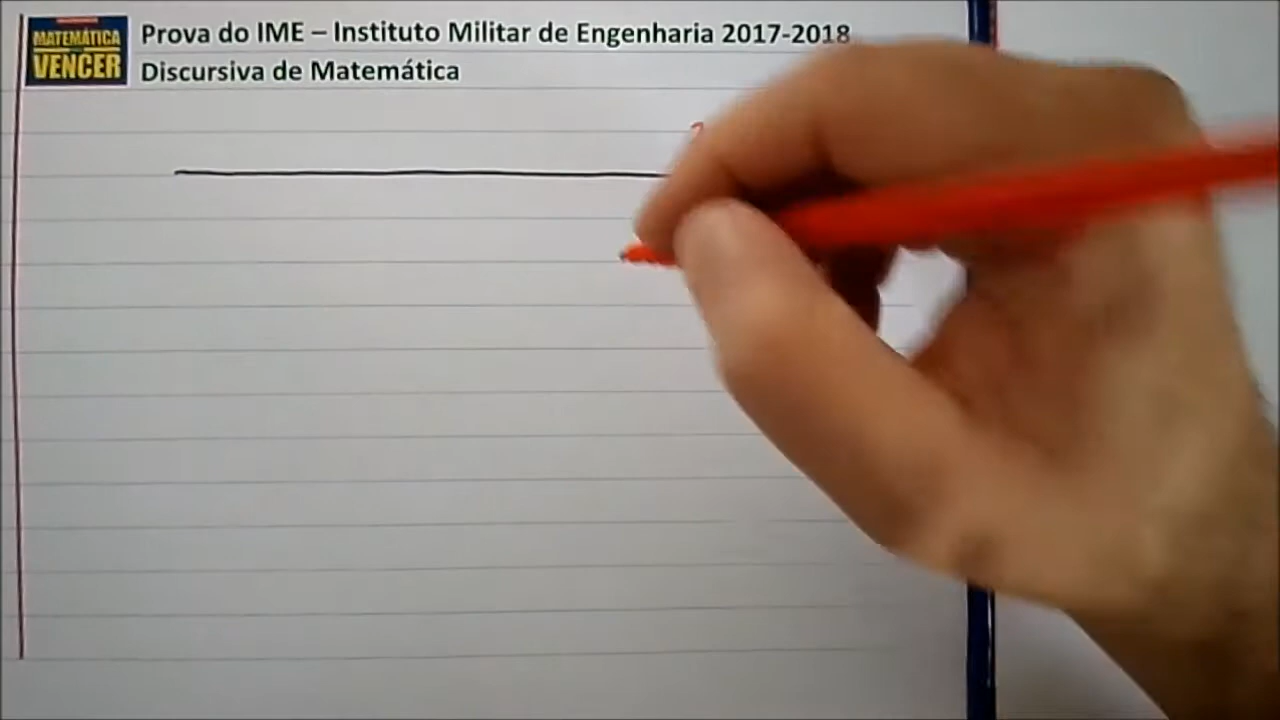 MATEMÁTICA
VENCER
Prova do IME – Instituto Militar de Engenharia 2017-2018
Discursiva de Matemática